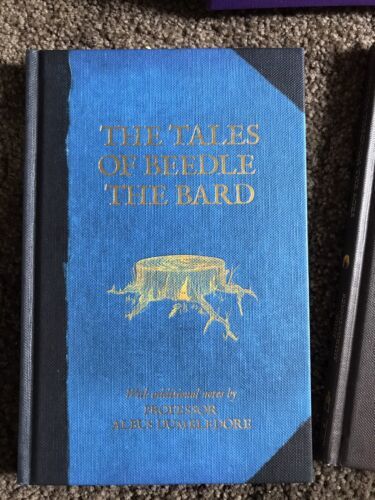 THE TALES
OF BEEDLE
THE BARD
With additional notes by
PROFESSOR
ALBUS DUMBLEDORE